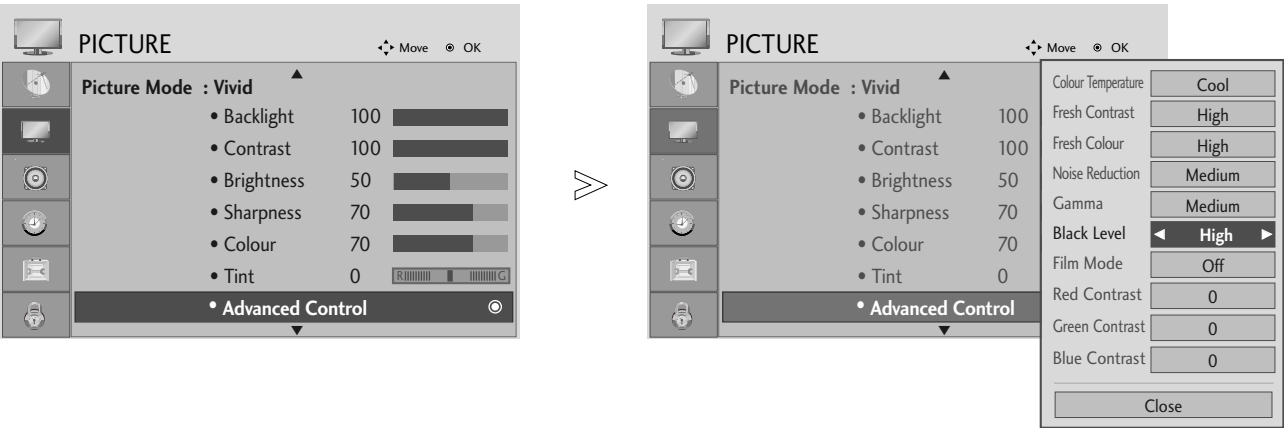 PICTURE
Move OK
Picture Mode : Vivid
• Backlight 100
• Contrast 100
• Brightness 50
• Sharpness 70
• Colour 70
• Tint 0 R G
• Advanced Control
PICTURE
Move OK
Picture Mode : Vivid
• Backlight 100
• Contrast 100
• Brightness 50
• Sharpness 70
• Colour 70
• Tint 0
• Advanced Control
Colour Temperature Cool
Fresh Contrast High
Fresh Colour High
Noise Reduction Medium
Gamma Medium
Black Level High
Film Mode Off
Red Contrast 0
Green Contrast 0
Blue Contrast 0
Close